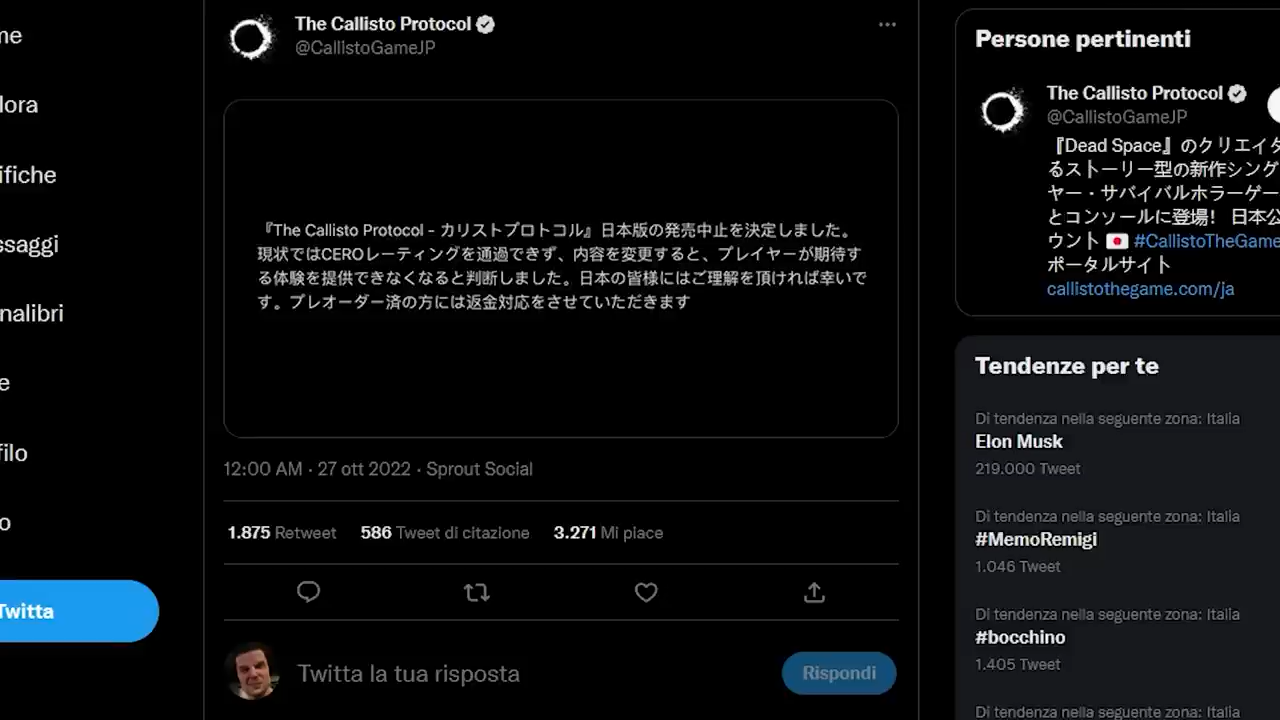 me
lora
ifiche
ssaggi
nalibri
e
filo
o
Twitta
The Callisto Protocol
@CallistoGameJP
『The Callisto Protocol - カリストプロトコル』日本版の発売中止を決定しました。
現状ではCEROレーティングを通過できず、内容を変更すると、プレイヤーが期待す
る体験を提供できなくなると判断しました。日本の皆様にはご理解を頂ければ幸いで
す。プレオーダー済の方には返金対応をさせていただきます
12:00 AM · 27 ott 2022 · Sprout Social
1.875 Retweet 586 Tweet di citazione 3.271 Mi piace
Twitta la tua risposta
Rispondi
Persone pertinenti
The Callisto Protocol
@CallistoGameJP
『Dead Space』のクリエイタ
るストーリー型の新作シング
ヤー・サバイバルホラーゲー
とコンソールに登場! 日本公
ウント #CallistoTheGame
ポータルサイト
callistothegame.com/ja
Tendenze per te
Di tendenza nella seguente zona: Italia
Elon Musk
219.000 Tweet
Di tendenza nella seguente zona: Italia
#MemoRemigi
1.046 Tweet
Di tendenza nella seguente zona: Italia
#bocchino
1.405 Tweet
Di tendenza nella seguente zona: Italia